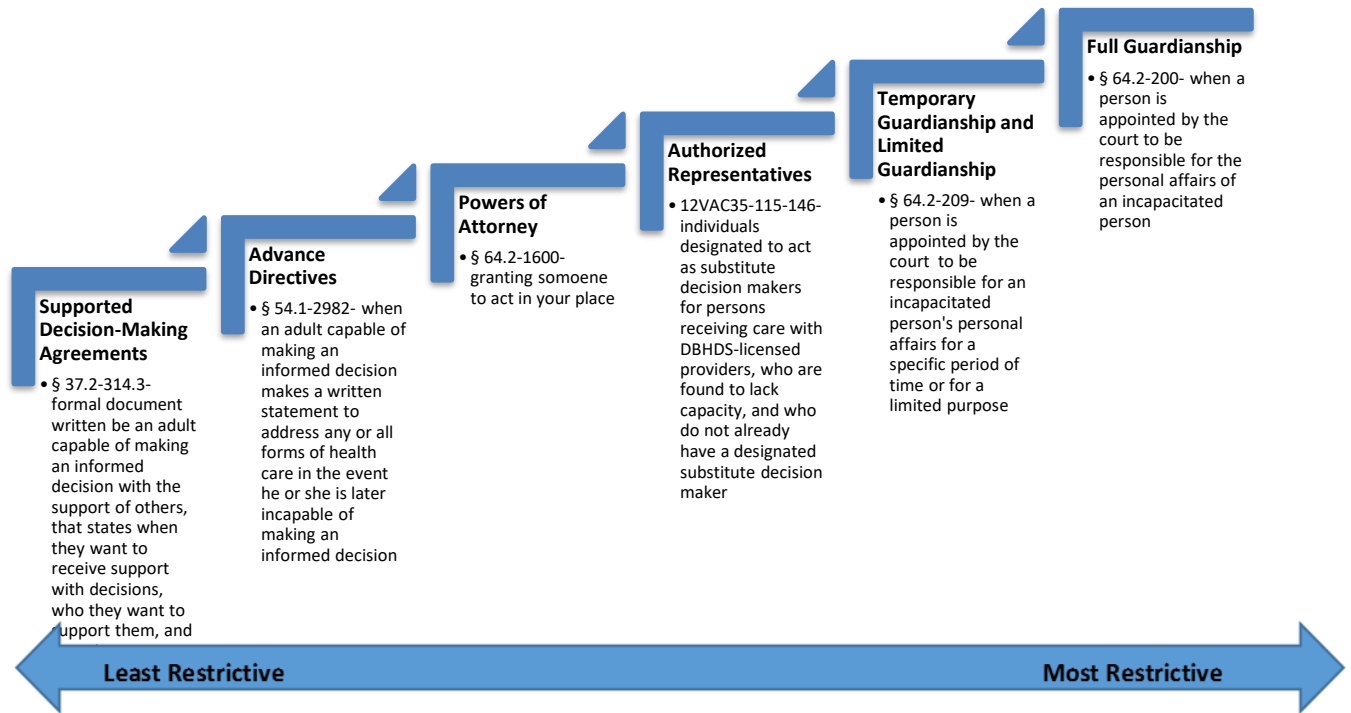 Supported
Decision-Making
Agreements
• § 37.2-314.3-
formal document
written be an adult
capable of making
an informed
decision with the
support of others,
that states when
they want to
receive support
with decisions,
who they want to
support them, and
Advance
Directives
• § 54.1-2982- when
an adult capable of
making an
informed decision
makes a written
statement to
address any or all
forms of health
care in the event
he or she is later
incapable of
making an
informed decision
Powers of
Attorney
• § 64.2-1600-
granting somoene
to act in your place
Authorized
Representatives
• 12VAC35-115-146-
individuals
designated to act
as substitute
decision makers
for persons
receiving care with
DBHDS-licensed
providers, who are
found to lack
capacity, and who
do not already
have a designated
substitute decision
maker
Temporary
Guardianship and
Limited
Guardianship
• § 64.2-209- when a
person is
appointed by the
court to be
responsible for an
incapacitated
person's personal
affairs for a
specific period of
time or for a
limited purpose
Full Guardianship
• § 64.2-200- when a
person is
appointed by the
court to be
responsible for the
personal affairs of
an incapacitated
person
Least Restrictive
Most Restrictive